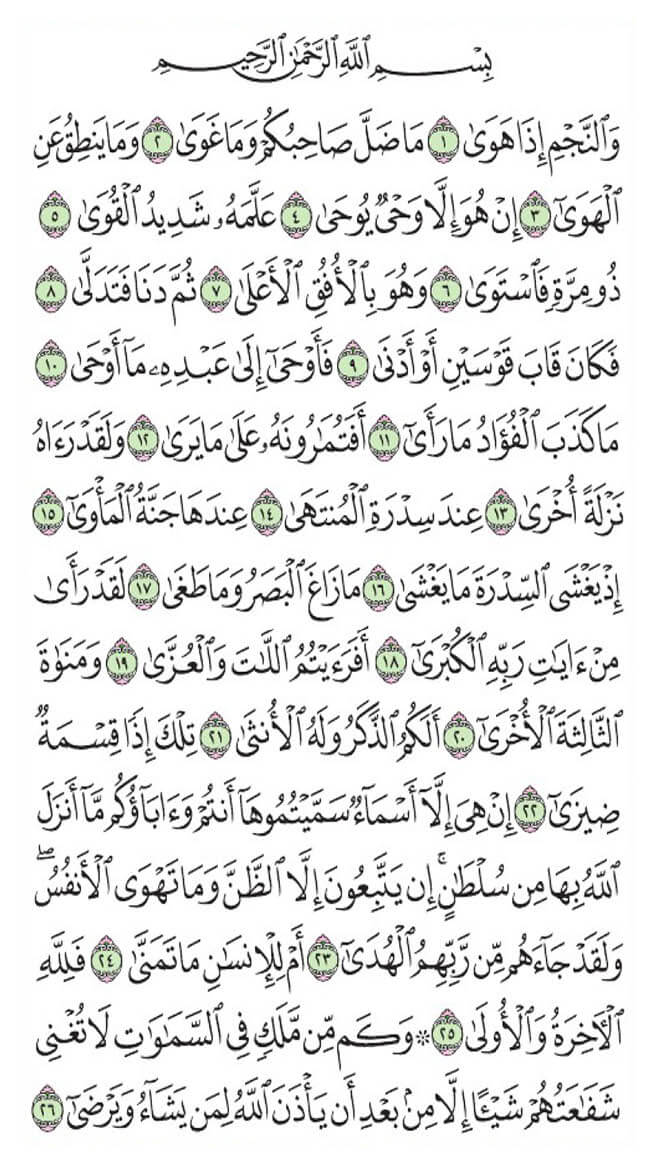 بِسْمِ ٱللَّهِ ٱلرَّحْمَٰنِ ٱلرَّحِيمِ
وَٱلنَّجْمِ إِذَا هَوَىٰ ١ مَا ضَلَّ صَاحِبُكُمْ وَمَا غَوَىٰ ٢ وَمَا يَنطِقُ عَنِ
ٱلْهَوَىٰٓ ٣ إِنْ هُوَ إِلَّا وَحْىٌ يُوحَىٰ ٤ عَلَّمَهُۥ شَدِيدُ ٱلْقُوَىٰ ٥
ذُو مِرَّةٍ فَٱسْتَوَىٰ ٦ وَهُوَ بِٱلْأُفُقِ ٱلْأَعْلَىٰ ٧ ثُمَّ دَنَا فَتَدَلَّىٰ ٨
فَكَانَ قَابَ قَوْسَيْنِ أَوْ أَدْنَىٰ ٩ فَأَوْحَىٰٓ إِلَىٰ عَبْدِهِۦ مَآ أَوْحَىٰ ١٠
مَا كَذَبَ ٱلْفُؤَادُ مَا رَأَىٰٓ ١١ أَفَتُمَٰرُونَهُۥ عَلَىٰ مَا يَرَىٰ ١٢ وَلَقَدْ رَءَاهُ
نَزْلَةً أُخْرَىٰ ١٣ عِندَ سِدْرَةِ ٱلْمُنتَهَىٰ ١٤ عِندَهَا جَنَّةُ ٱلْمَأْوَىٰٓ ١٥
إِذْ يَغْشَى ٱلسِّدْرَةَ مَا يَغْشَىٰ ١٦ مَا زَاغَ ٱلْبَصَرُ وَمَا طَغَىٰ ١٧ لَقَدْ رَأَىٰ
مِنْ ءَايَٰتِ رَبِّهِ ٱلْكُبْرَىٰٓ ١٨ أَفَرَءَيْتُمُ ٱللَّٰتَ وَٱلْعُزَّىٰ ١٩ وَمَنَوٰةَ
ٱلثَّالِثَةَ ٱلْأُخْرَىٰٓ ٢٠ أَلَكُمُ ٱلذَّكَرُ وَلَهُ ٱلْأُنثَىٰ ٢١ تِلْكَ إِذًا قِسْمَةٌ
ضِيزَىٰٓ ٢٢ إِنْ هِىَ إِلَّآ أَسْمَآءٌ سَمَّيْتُمُوهَآ أَنتُمْ وَءَابَآؤُكُم مَّآ أَنزَلَ
ٱللَّهُ بِهَا مِن سُلْطَٰنٍ ۚ إِن يَتَّبِعُونَ إِلَّا ٱلظَّنَّ وَمَا تَهْوَى ٱلْأَنفُسُ ۖ
وَلَقَدْ جَآءَهُم مِّن رَّبِّهِمُ ٱلْهُدَىٰٓ ٢٣ أَمْ لِلْإِنسَٰنِ مَا تَمَنَّىٰ ٢٤ فَلِلَّهِ
ٱلْءَاخِرَةُ وَٱلْأُولَىٰ ٢٥ ۞ وَكَم مِّن مَّلَكٍ فِى ٱلسَّمَٰوَٰتِ لَا تُغْنِى
شَفَٰعَتُهُمْ شَيْـًٔا إِلَّا مِنۢ بَعْدِ أَن يَأْذَنَ ٱللَّهُ لِمَن يَشَآءُ وَيَرْضَىٰٓ ٢٦